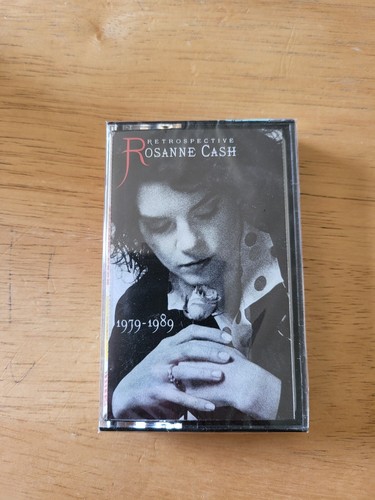 RETROSPECTIVE
ROSANNE CASH
1979-1989